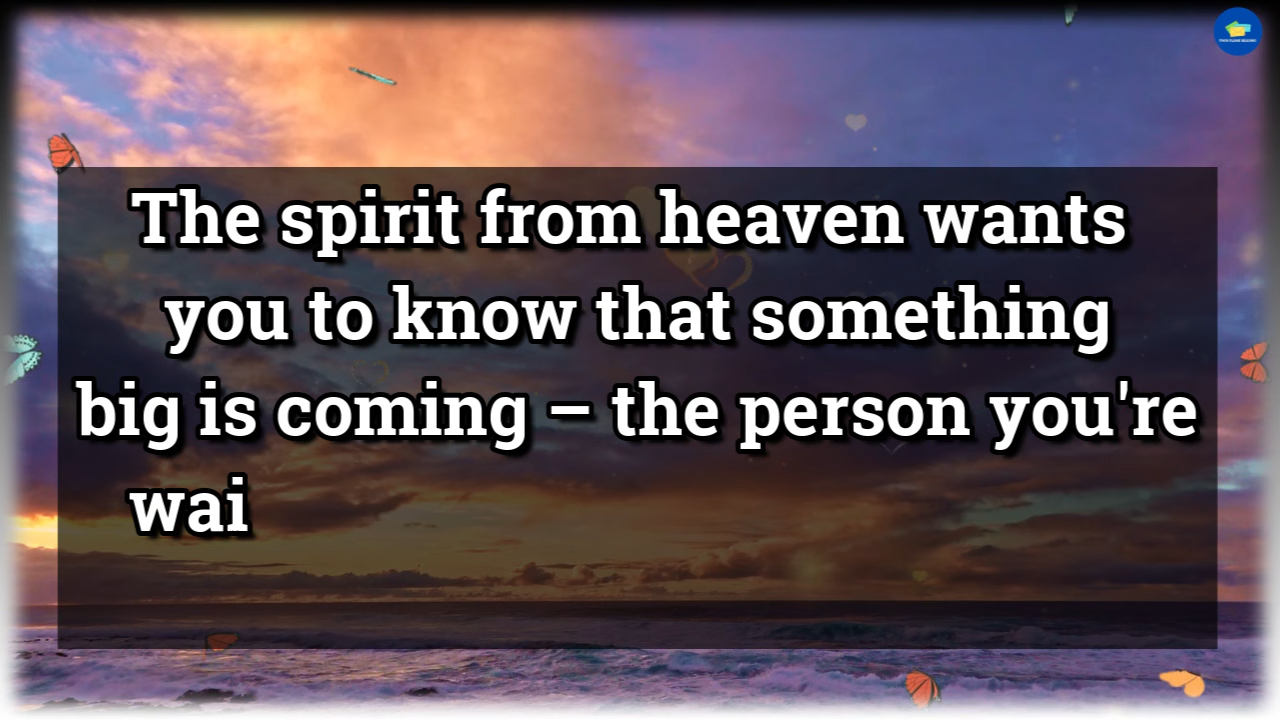 The spirit from heaven wants
you to know that something
big is coming – the person you're
wai